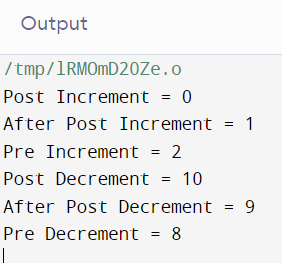 Output
/tmp/lRMOmD2OZe.o
Post Increment = 0
After Post Increment = 1
Pre Increment = 2
Post Decrement = 10
After Post Decrement = 9
Pre Decrement = 8